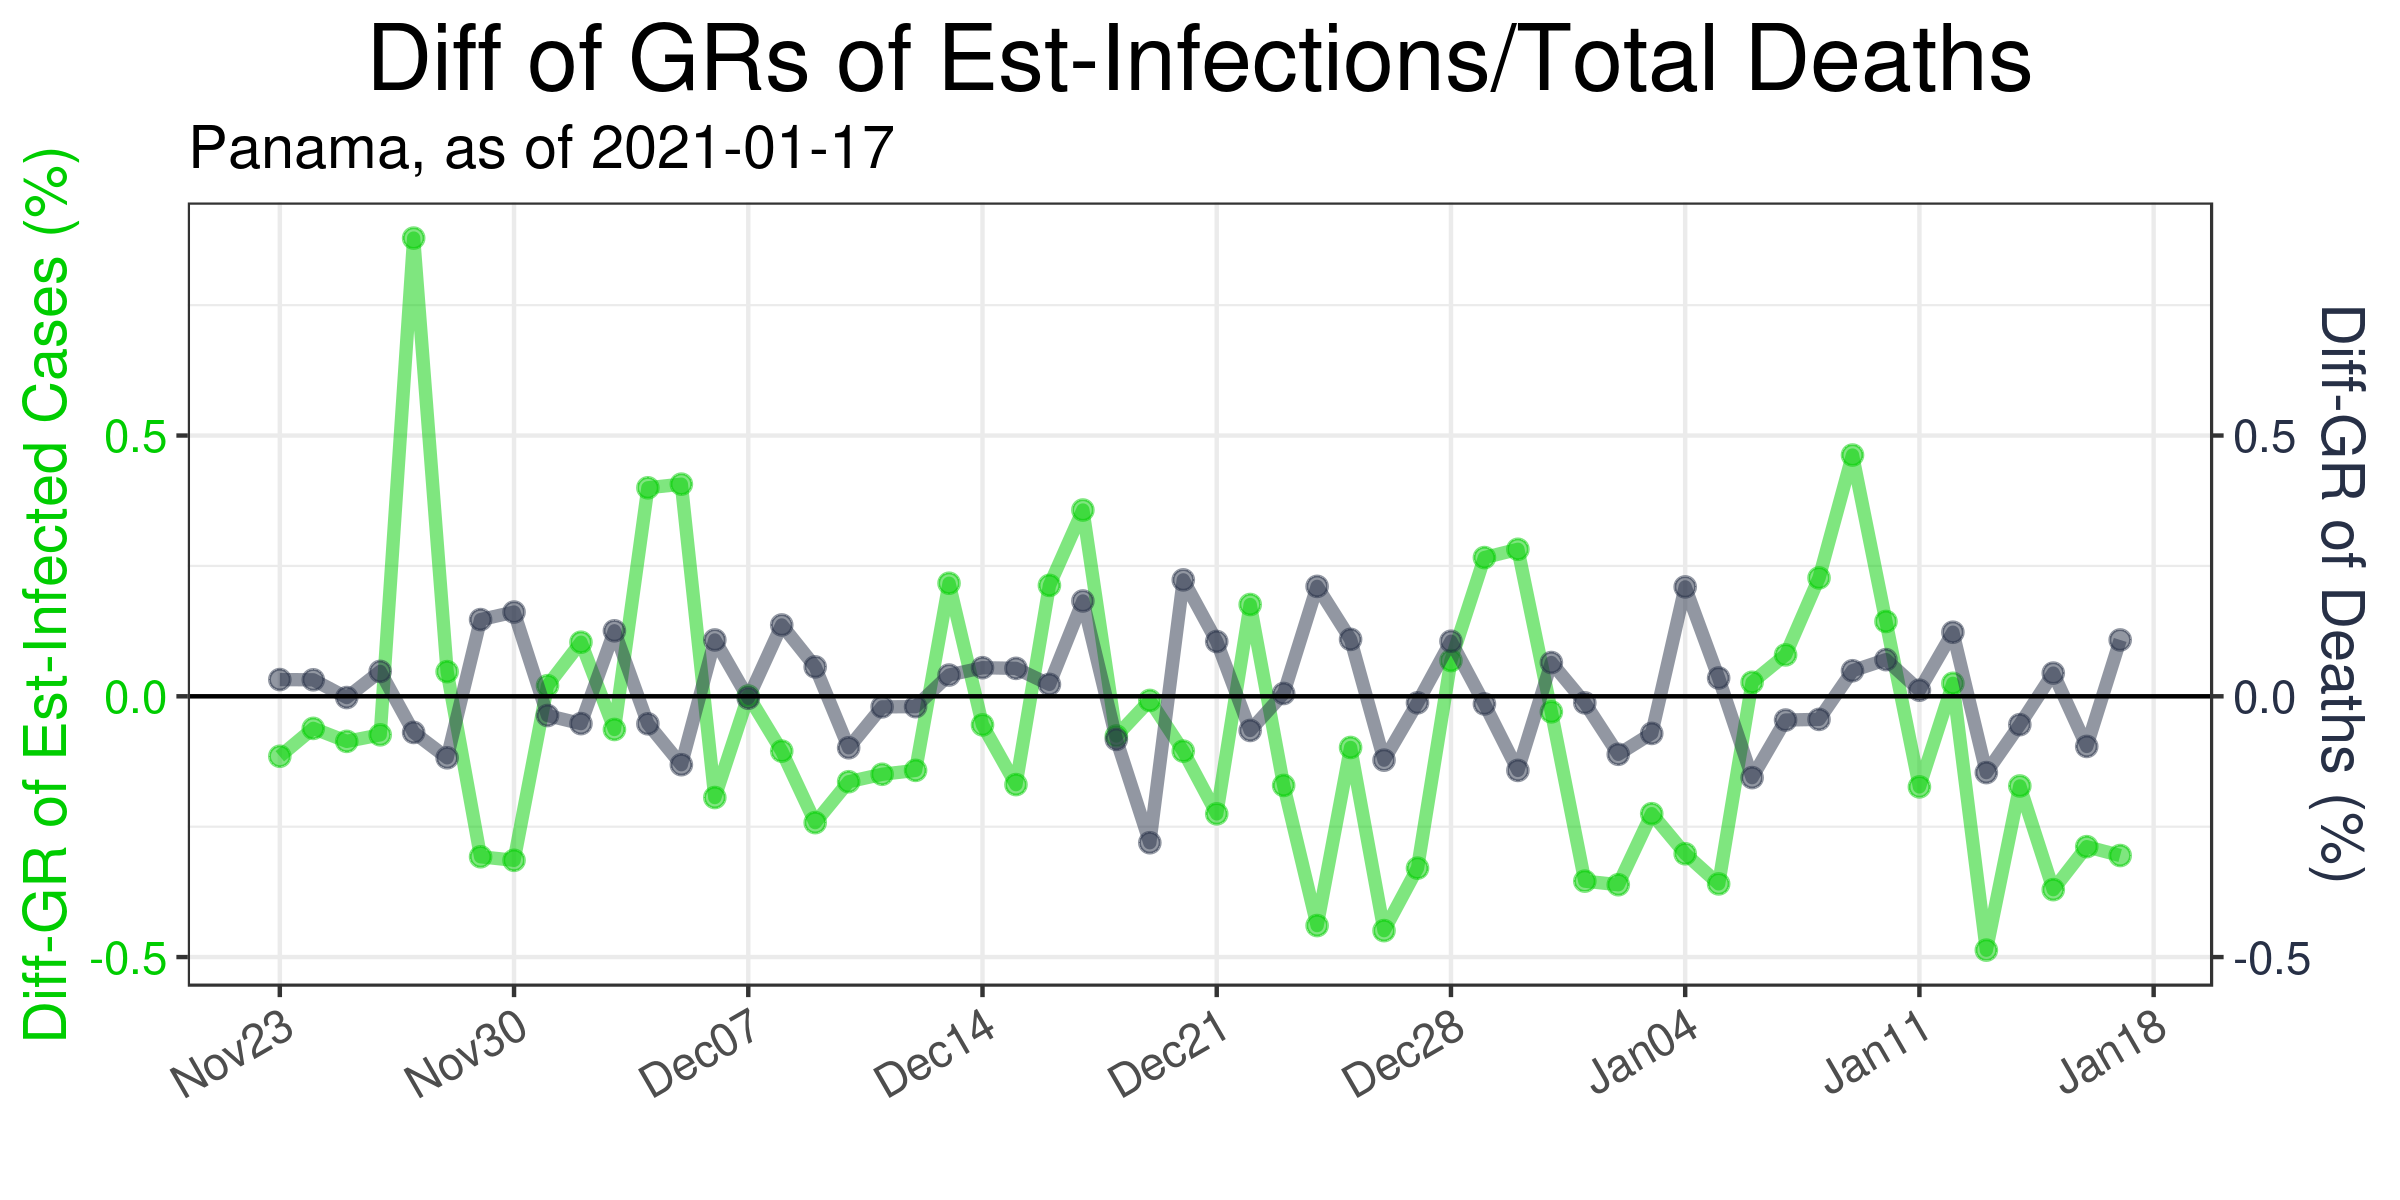 Diff of GRs of Est-Infections/Total Deaths
Panama, as of 2021-01-17
Diff-GR of Est-Infected Cases (%)
0.5
0.0
-0.5
0.5
0.0
-0.5
Diff-GR of Deaths (%)
Nov23
Nov30
Dec07
Dec14
Dec21
Dec28
Jan04
Jan11
Jan18